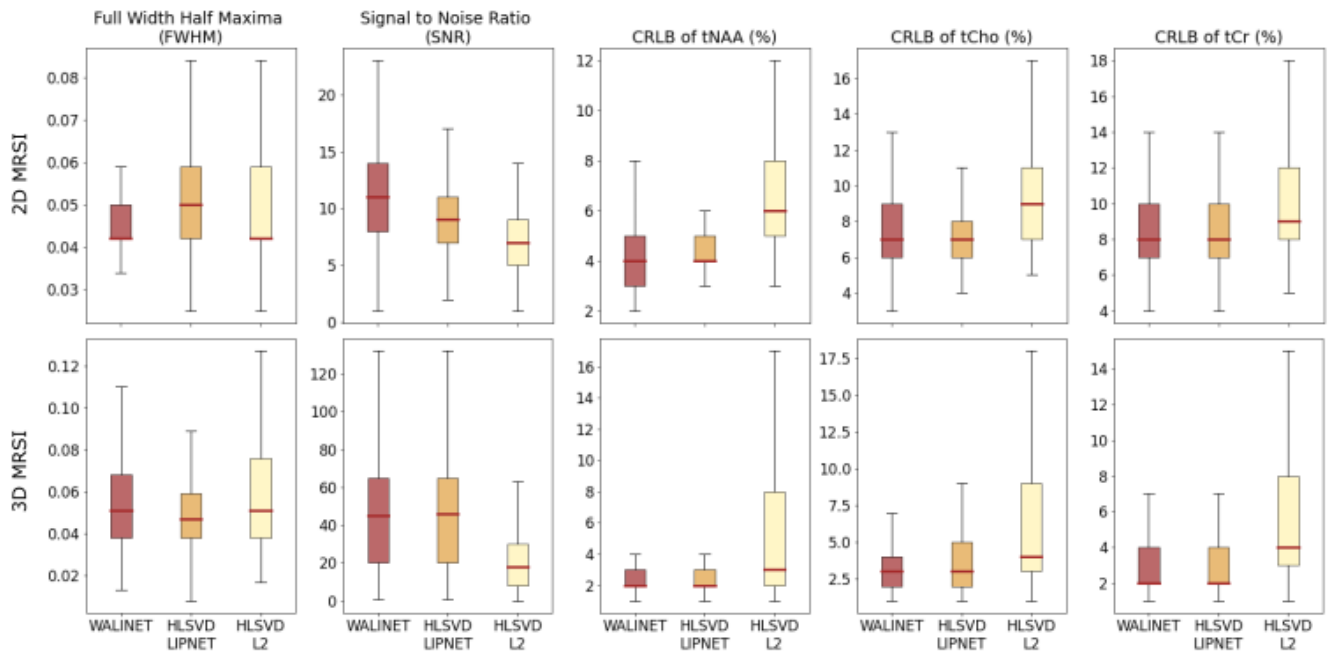 Full Width Half Maxima
(FWHM)
Signal to Noise Ratio
(SNR)
CRLB of tNAA (%)
CRLB of tCho (%)
CRLB of tCr (%)
2D MRSI
0.08
0.07
0.06
0.05
0.04
0.03
20
15
10
5
0
12
10
8
6
4
2
16
14
12
10
8
6
4
18
16
14
12
10
8
6
4
3D MRSI
0.12
0.10
0.08
0.06
0.04
0.02
120
100
80
60
40
20
0
16
14
12
10
8
6
4
2
17.5
15.0
12.5
10.0
7.5
5.0
2.5
14
12
10
8
6
4
2
WALINET
HLSVD
LIPNET
HLSVD
L2
WALINET
HLSVD
LIPNET
HLSVD
L2
WALINET
HLSVD
LIPNET
HLSVD
L2
WALINET
HLSVD
LIPNET
HLSVD
L2
WALINET
HLSVD
LIPNET
HLSVD
L2